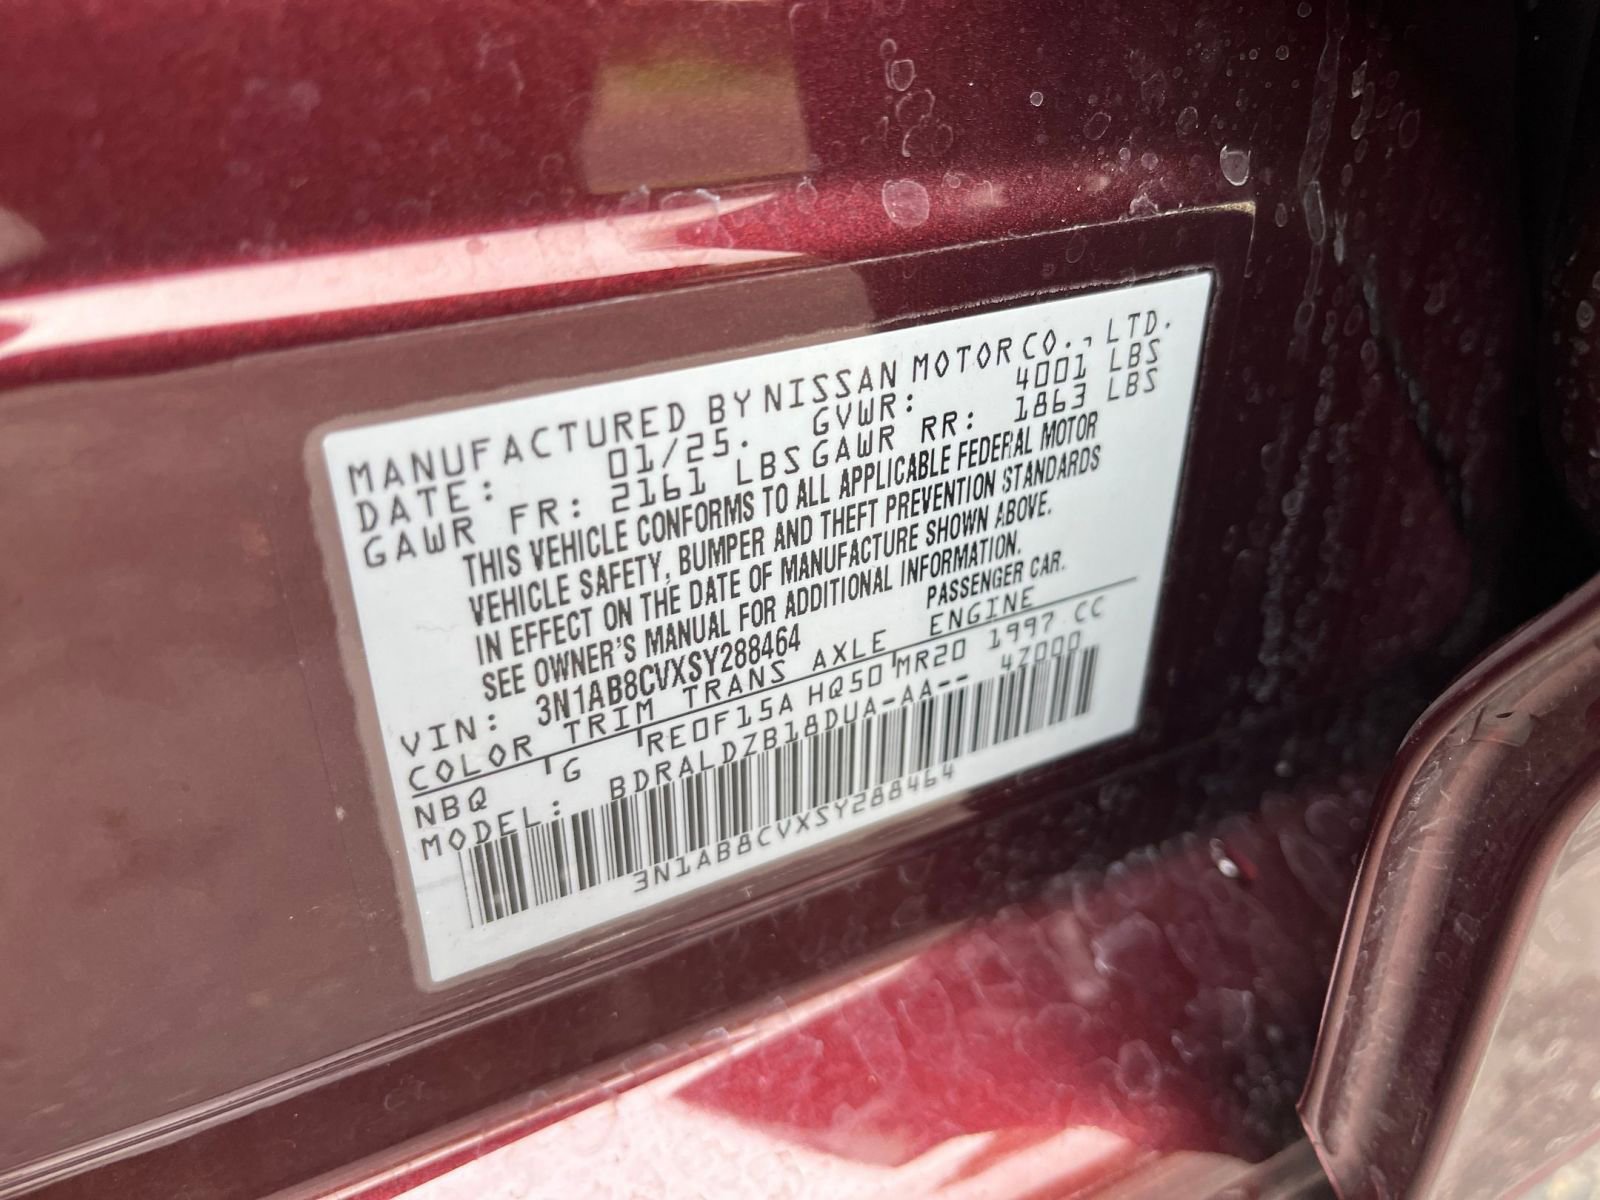 MANUFACTURED BY NISSAN MOTOR CO., LTD.
DATE: 01/25. GVWR: 4001 LBS
GAWR FR: 2161 LBS GAWR RR: 1863 LBS
THIS VEHICLE CONFORMS TO ALL APPLICABLE FEDERAL MOTOR
VEHICLE SAFETY, BUMPER AND THEFT PREVENTION STANDARDS
IN EFFECT ON THE DATE OF MANUFACTURE SHOWN ABOVE.
SEE OWNER'S MANUAL FOR ADDITIONAL INFORMATION.
VIN: 3N1AB8CVXSY288464 PASSENGER CAR.
COLOR TRIM TRANS AXLE ENGINE
NBQ G RE0F15A HQ50 MR20 1997 CC
MODEL: BDRALDZB18DUA-AA-- 4Z000
3N1AB8CVXSY288464